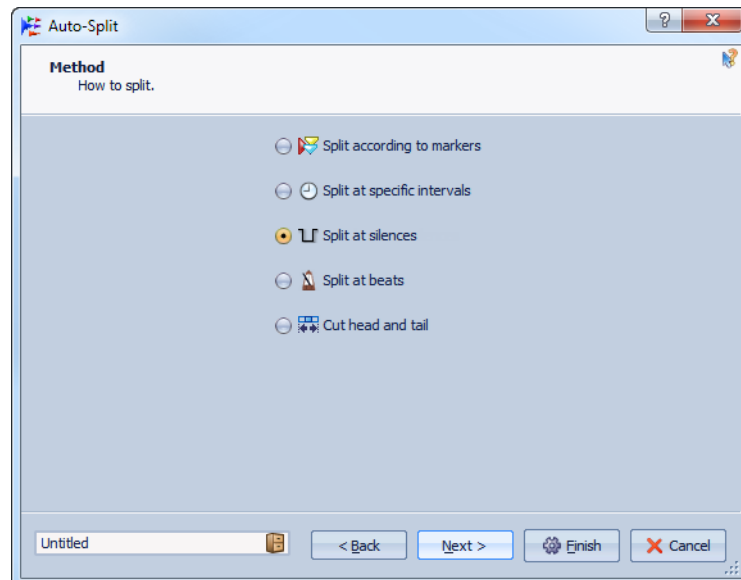 Auto-Split
Method
How to split.
Split according to markers
Split at specific intervals
Split at silences
Split at beats
Cut head and tail
Untitled
< Back
Next >
Finish
Cancel